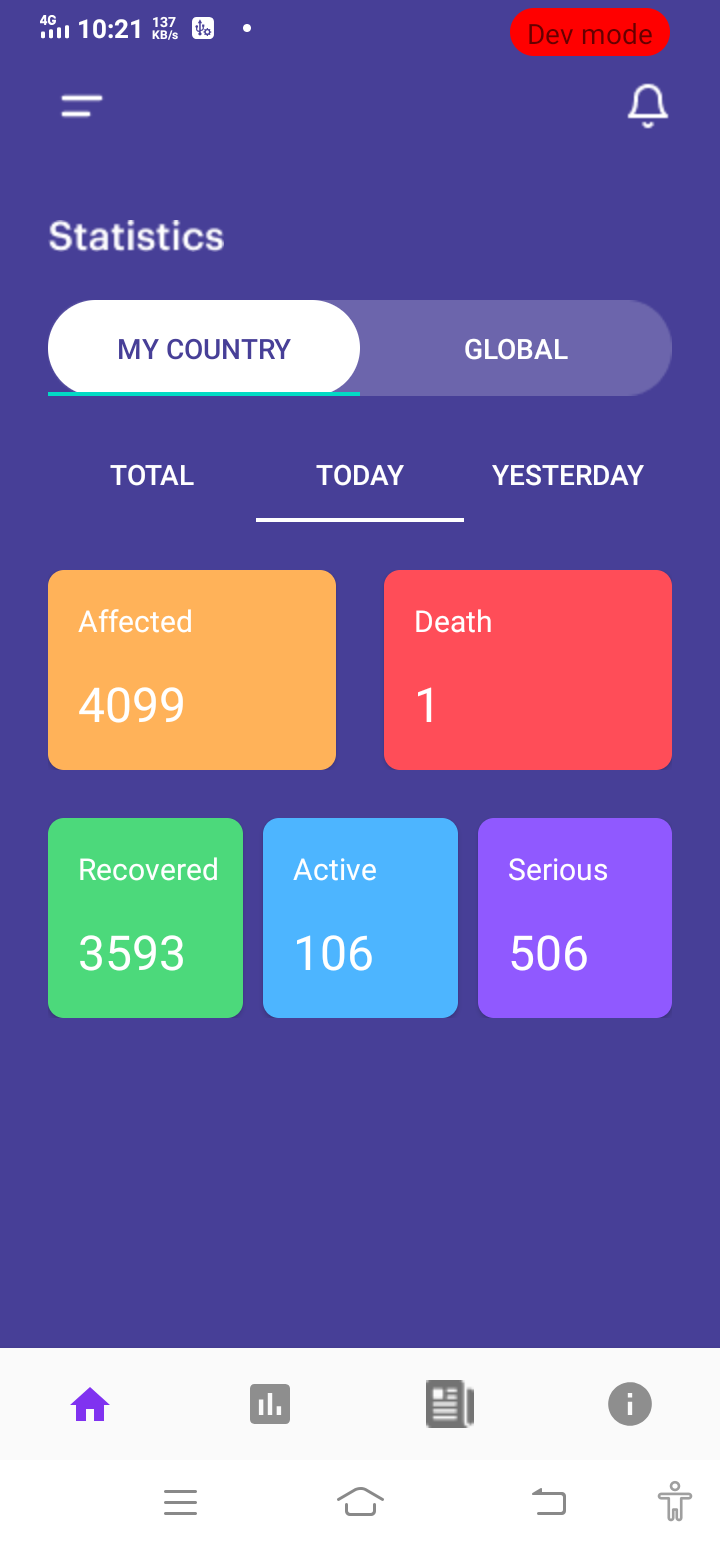 4G 10:21 137 KB/s
Dev mode
Statistics
MY COUNTRY GLOBAL
TOTAL TODAY YESTERDAY
Affected Death
4099 1
Recovered Active Serious
3593 106 506